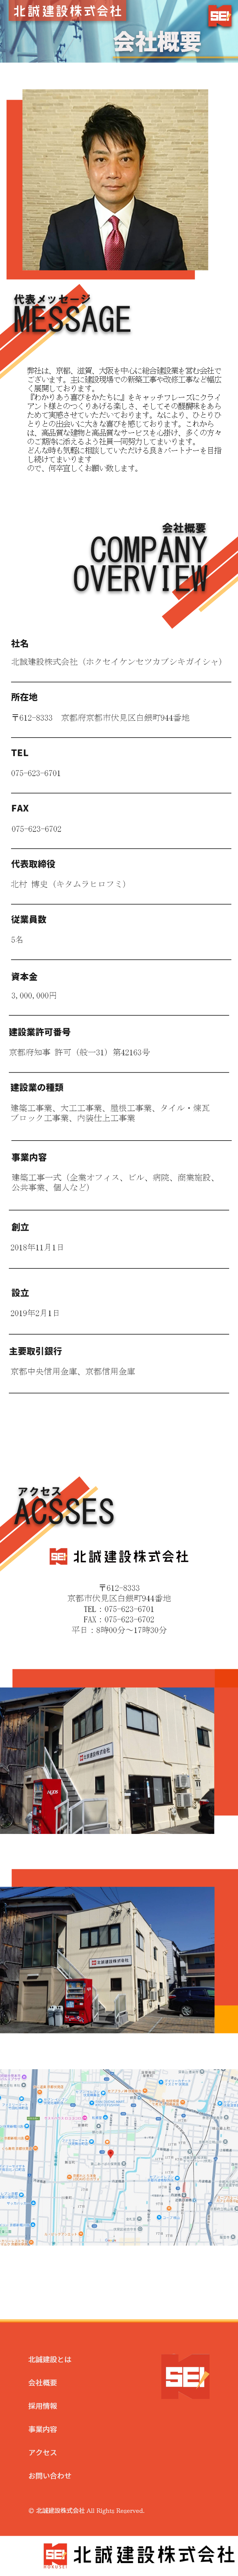 北誠建設株式会社
SEI
会社概要
代表メッセージ
MESSAGE
弊社は、京都、滋賀、大阪を中心に総合建設業を営む会社で
ございます。主に建設現場での新築工事や改修工事など幅広
く展開しております。
『わかりあう喜びをかたちに』をキャッチフレーズにクライ
アント様とのつくりあげる楽しさ、そしてその醍醐味をあら
ためて実感させていただいております。なにより、ひとりひ
とりとの出会いに大きな喜びを感じております。これから
は、高品質な建物と高品質なサービスを心掛け、多くの方々
のご期待に添えるよう社員一同努力してまいります。
どんな時も気軽に相談していただける良きパートナーを目指
し続けてまいります
ので、何卒宜しくお願い致します。
会社概要
COMPANY
OVERVIEW
社名
北誠建設株式会社（ホクセイケンセツカブシキガイシャ）
所在地
〒612-8333　京都府京都市伏見区白銀町944番地
TEL
075-623-6701
FAX
075-623-6702
代表取締役
北村 博史（キタムラヒロフミ）
従業員数
5名
資本金
3,000,000円
建設業許可番号
京都府知事 許可（般一31）第42163号
建設業の種類
建築工事業、大工工事業、屋根工事業、タイル・煉瓦
ブロック工事業、内装仕上工事業
事業内容
建築工事一式（企業オフィス、ビル、病院、商業施設、
公共事業、個人など）
創立
2018年11月1日
設立
2019年2月1日
主要取引銀行
京都中央信用金庫、京都信用金庫
アクセス
ACSSES
SEI 北誠建設株式会社
〒612-8333
京都市伏見区白銀町944番地
TEL：075-623-6701
FAX：075-623-6702
平日：8時00分〜17時30分
北誠建設株式会社
北誠建設株式会社
北誠建設とは
SEI
会社概要
採用情報
事業内容
アクセス
お問い合わせ
© 北誠建設株式会社 All Rights Reserved.
SEI 北誠建設株式会社
HOKUSEI